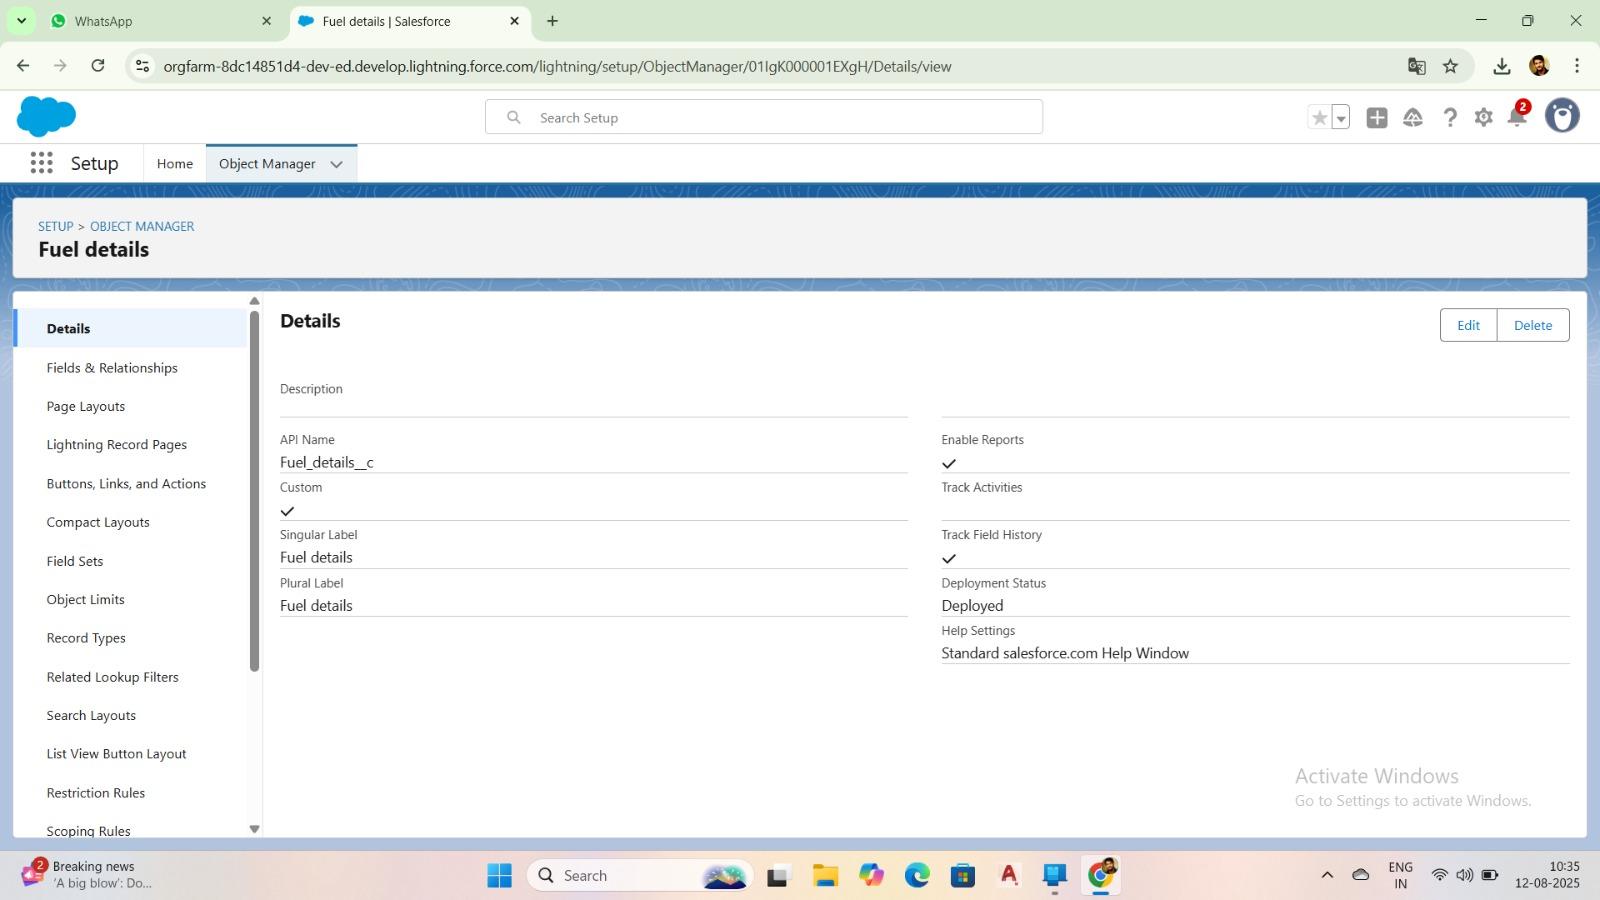 WhatsApp
Fuel details | Salesforce
orgfarm-8dc14851d4-dev-ed.develop.lightning.force.com/lightning/setup/ObjectManager/01IgK000001EXgH/Details/view
Search Setup
2
Setup
Home
Object Manager
SETUP > OBJECT MANAGER
Fuel details
Details
Fields & Relationships
Page Layouts
Lightning Record Pages
Buttons, Links, and Actions
Compact Layouts
Field Sets
Object Limits
Record Types
Related Lookup Filters
Search Layouts
List View Button Layout
Restriction Rules
Scoping Rules
Details
Edit
Delete
Description
API Name
Fuel_details__c
Custom
Singular Label
Fuel details
Plural Label
Fuel details
Enable Reports
Track Activities
Track Field History
Deployment Status
Deployed
Help Settings
Standard salesforce.com Help Window
Activate Windows
Go to Settings to activate Windows.
2
Breaking news
'A big blow': Do...
Search
ENG
IN
10:35
12-08-2025